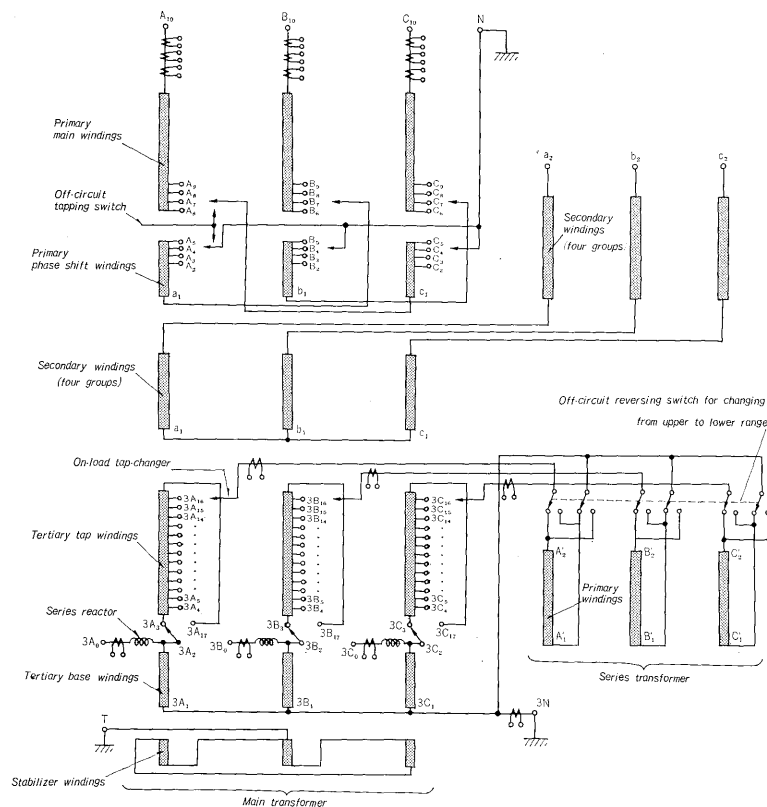 A₁₀ B₁₀ C₁₀ N
Primary
main windings
A₉ B₉ C₉
A₈ B₈ C₈
A₇ B₇ C₇
A₆ B₆ C₆
Off-circuit
tapping switch
A₅ B₅ C₅
A₄ B₄ C₄
A₃ B₃ C₃
A₂ B₂ C₂
Primary
phase shift windings
a₁ b₁ c₁
a₂ b₂ c₂
Secondary
windings
(four groups)
Secondary windings
(four groups)
a₁ b₁ c₁
Off-circuit reversing switch for changing
from upper to lower range
On-load tap-changer
3A₁₆ 3B₁₆ 3C₁₆
3A₁₅ 3B₁₅ 3C₁₅
3A₁₄ 3B₁₄ 3C₁₄
Tertiary tap windings
3A₅ 3B₅ 3C₅
3A₄ 3B₄ 3C₄
3A₃ 3B₃ 3C₃
3A₁₇ 3B₁₇ 3C₁₇
Series reactor
3A₀ 3B₀ 3C₀
3A₂ 3B₂ 3C₂
Tertiary base windings
3A₁ 3B₁ 3C₁
3N
A'₂ B'₂ C'₂
Primary
windings
A'₁ B'₁ C'₁
Series transformer
T
Stabilizer windings
Main transformer